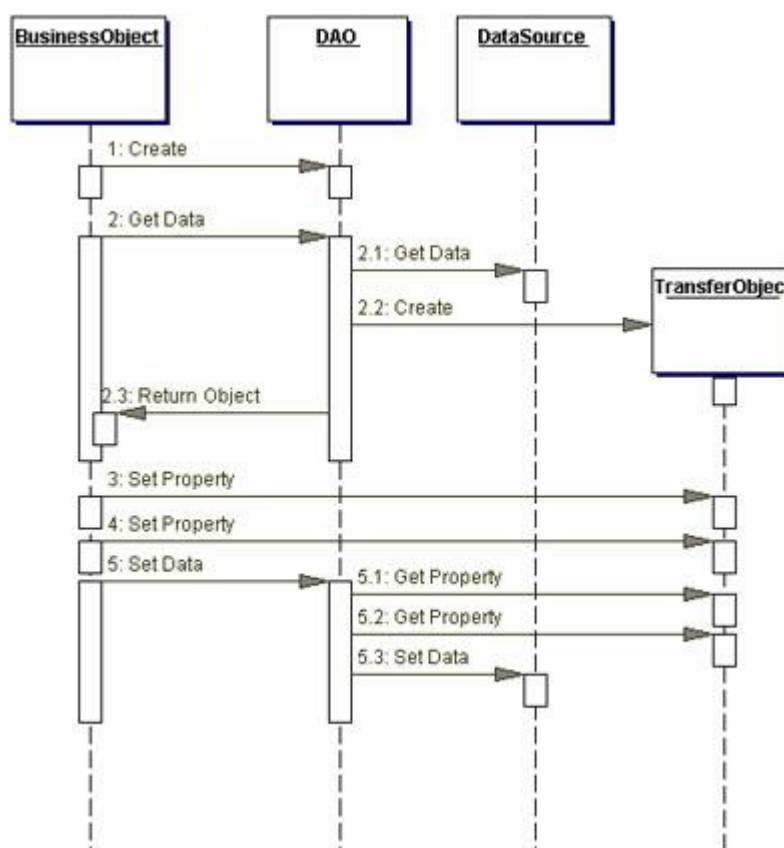 BusinessObject
DAO
DataSource
1: Create
2: Get Data
2.1: Get Data
TransferObjec
2.2: Create
2.3: Return Object
3: Set Property
4: Set Property
5: Set Data
5.1: Get Property
5.2: Get Property
5.3: Set Data